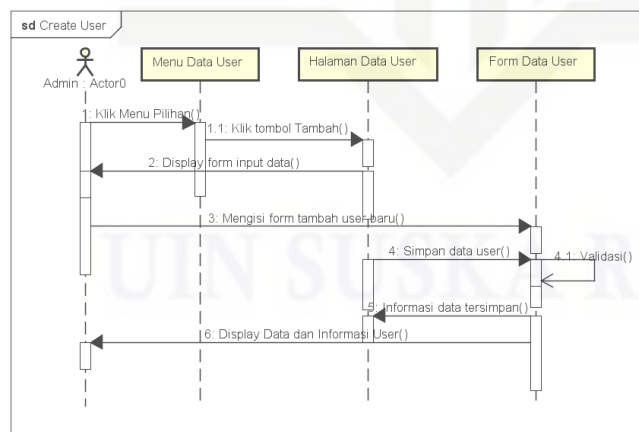 sd Create User
Menu Data User
Halaman Data User
Form Data User
Admin : Actor0
1: Klik Menu Pilihan()
1.1: Klik tombol Tambah()
2: Display form input data()
3: Mengisi form tambah user baru()
4: Simpan data user()
4.1: Validasi()
5: Informasi data tersimpan()
6: Display Data dan Informasi User()
UIN SUSKA R